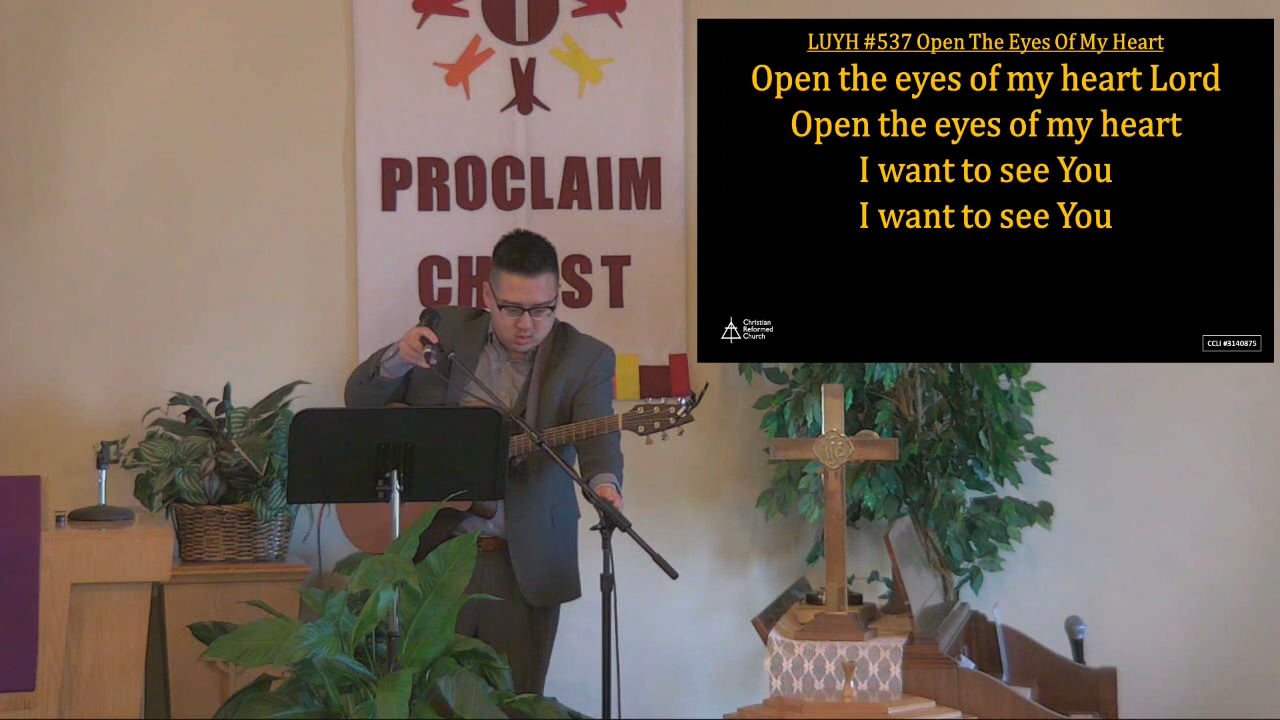 PROCLAIM
CH ST
LUYH #537 Open The Eyes Of My Heart
Open the eyes of my heart Lord
Open the eyes of my heart
I want to see You
I want to see You
Christian
Reformed
Church
CCLI #3140875